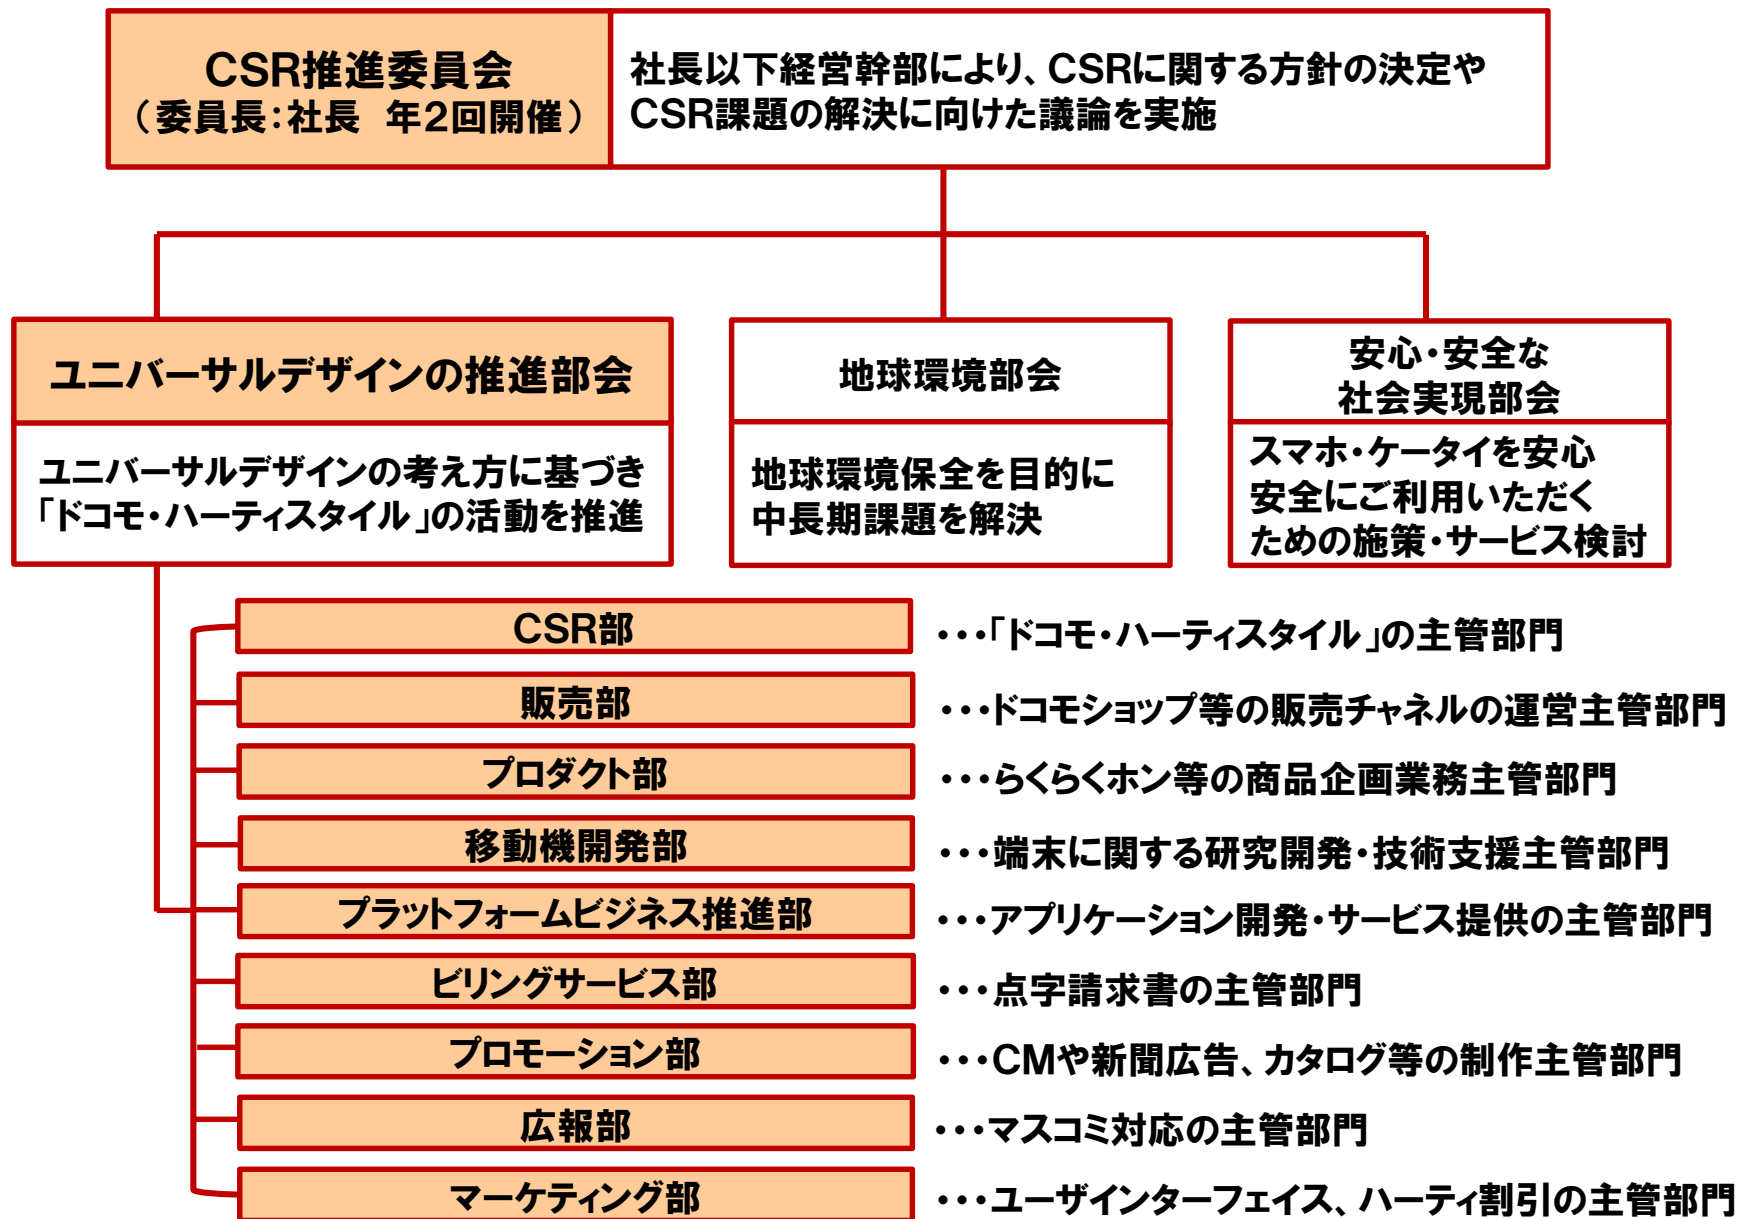 CSR推進委員会
（委員長：社長　年2回開催）
社長以下経営幹部により、CSRに関する方針の決定や
CSR課題の解決に向けた議論を実施
ユニバーサルデザインの推進部会
ユニバーサルデザインの考え方に基づき
「ドコモ・ハーティスタイル」の活動を推進
地球環境部会
地球環境保全を目的に
中長期課題を解決
安心・安全な
社会実現部会
スマホ・ケータイを安心
安全にご利用いただく
ための施策・サービス検討
CSR部 ・・・「ドコモ・ハーティスタイル」の主管部門
販売部 ・・・ドコモショップ等の販売チャネルの運営主管部門
プロダクト部 ・・・らくらくホン等の商品企画業務主管部門
移動機開発部 ・・・端末に関する研究開発・技術支援主管部門
プラットフォームビジネス推進部 ・・・アプリケーション開発・サービス提供の主管部門
ビリングサービス部 ・・・点字請求書の主管部門
プロモーション部 ・・・CMや新聞広告、カタログ等の制作主管部門
広報部 ・・・マスコミ対応の主管部門
マーケティング部 ・・・ユーザインターフェイス、ハーティ割引の主管部門